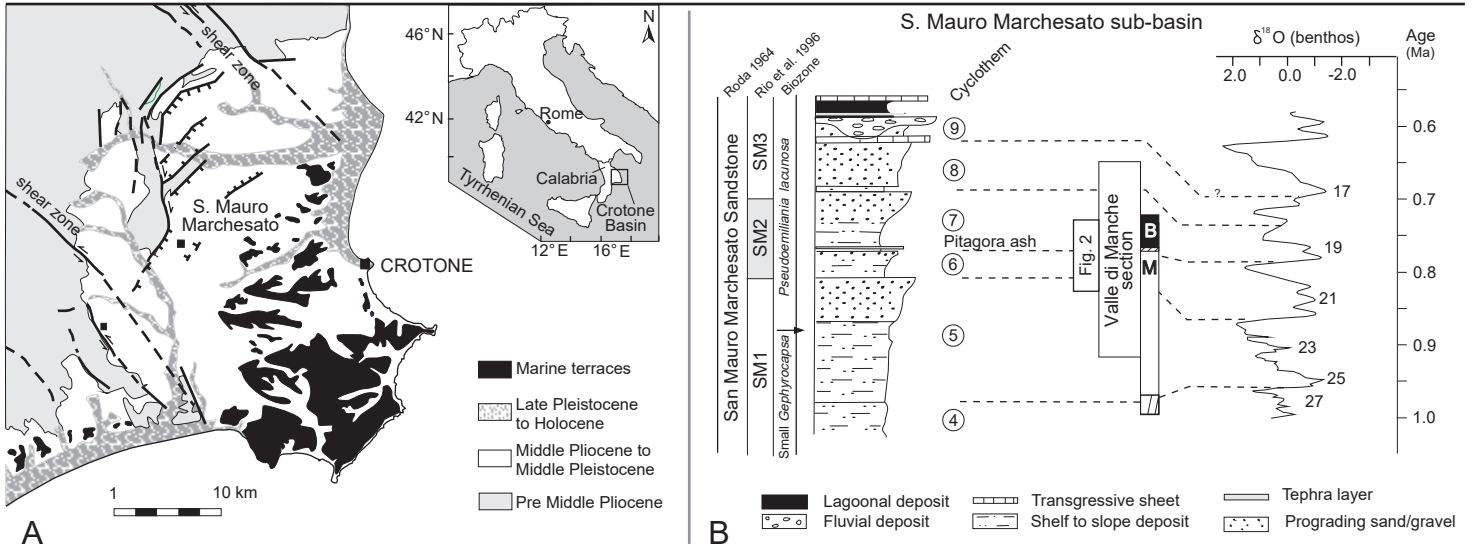 shear zone
shear zone
S. Mauro
Marchesato
CROTONE
Marine terraces
Late Pleistocene
to Holocene
Middle Pliocene to
Middle Pleistocene
Pre Middle Pliocene
1 10 km
A
N
46°N
42°N
Rome
Calabria
Crotone
Basin
Tyrrhenian Sea
12°E 16°E
B
S. Mauro Marchesato sub-basin
Roda 1964
Rio et al. 1996
Biozone
Cyclothem
δ18O (benthos)
2.0 0.0 -2.0
Age
(Ma)
San Mauro Marchesato Sandstone
SM3
SM2
SM1
Pseudoemiliania lacunosa
Small Gephyrocapsa
9
8
7
Pitagora ash
6
5
4
Fig. 2
Valle di Manche
section
B
M
?
17
19
21
23
25
27
0.6
0.7
0.8
0.9
1.0
Lagoonal deposit
Fluvial deposit
Transgressive sheet
Shelf to slope deposit
Tephra layer
Prograding sand/gravel